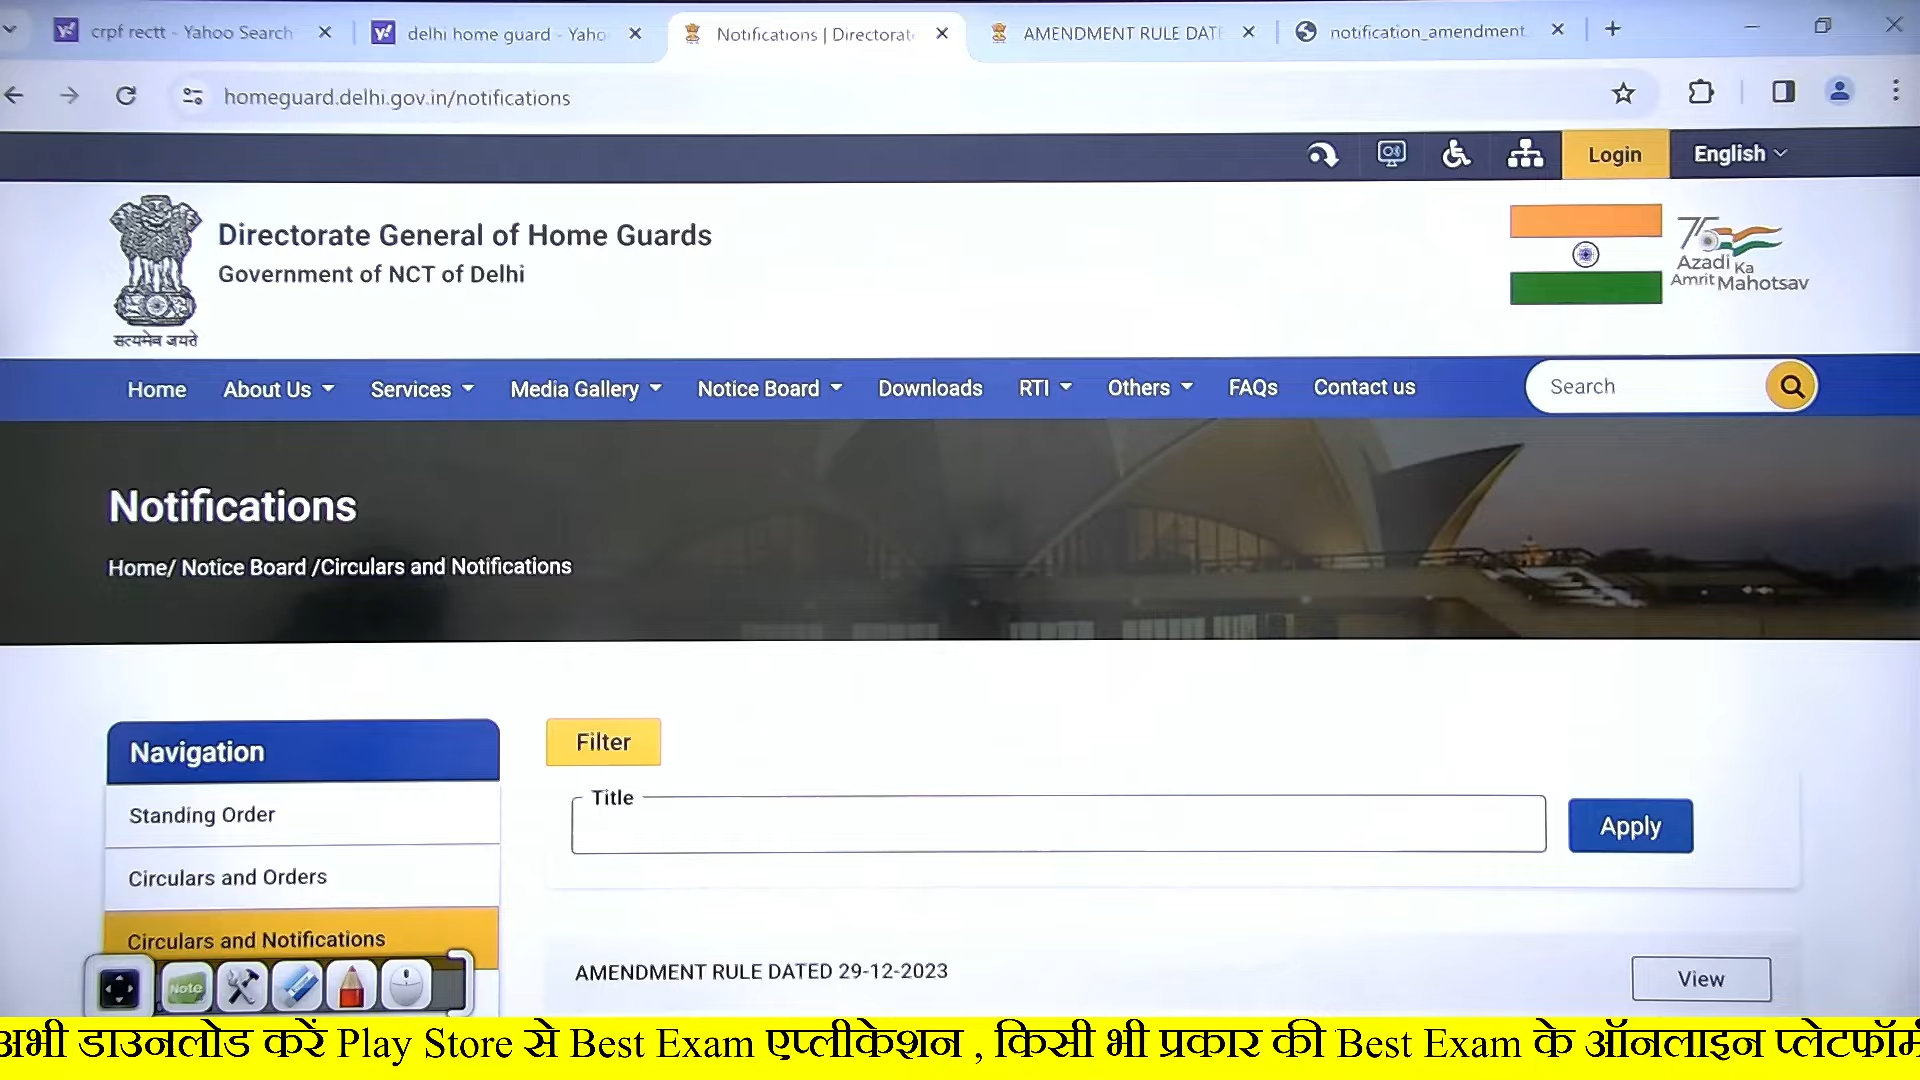 crpf rectt - Yahoo Search
delhi home guard - Yaho
Notifications | Directorat
AMENDMENT RULE DATE
notification_amendment
homeguard.delhi.gov.in/notifications
Login
English
Directorate General of Home Guards
Government of NCT of Delhi
सत्यमेव जयते
75
Azadi Ka
Amrit Mahotsav
Home
About Us
Services
Media Gallery
Notice Board
Downloads
RTI
Others
FAQs
Contact us
Search
Notifications
Home/ Notice Board /Circulars and Notifications
Navigation
Standing Order
Circulars and Orders
Circulars and Notifications
Filter
Title
Apply
AMENDMENT RULE DATED 29-12-2023
View
Note
अभी डाउनलोड करें Play Store से Best Exam एप्लीकेशन , किसी भी प्रकार की Best Exam के ऑनलाइन प्लेटफॉर्म